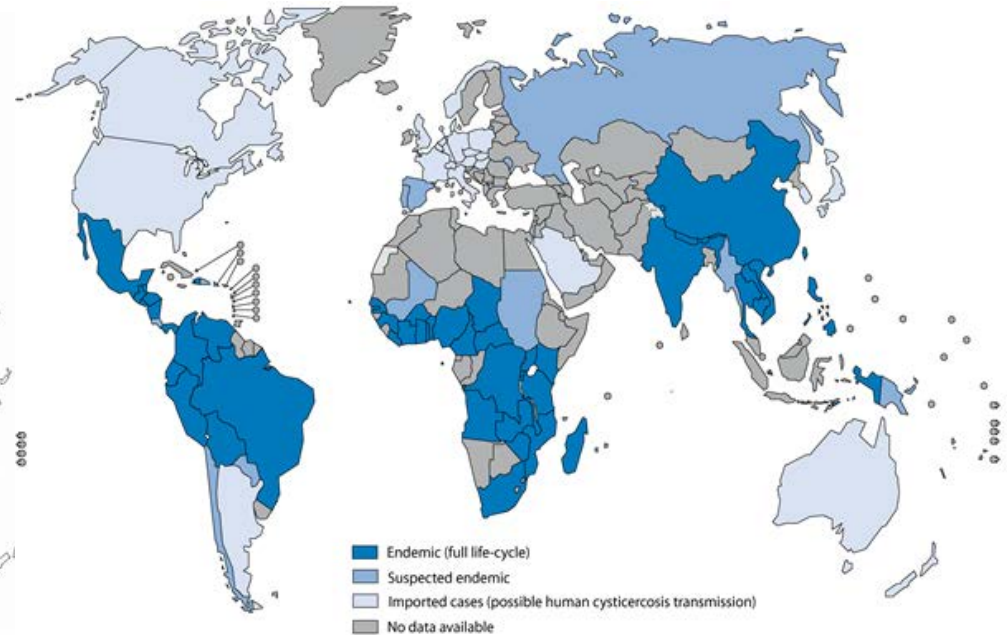 Endemic (full life-cycle)
Suspected endemic
Imported cases (possible human cysticercosis transmission)
No data available